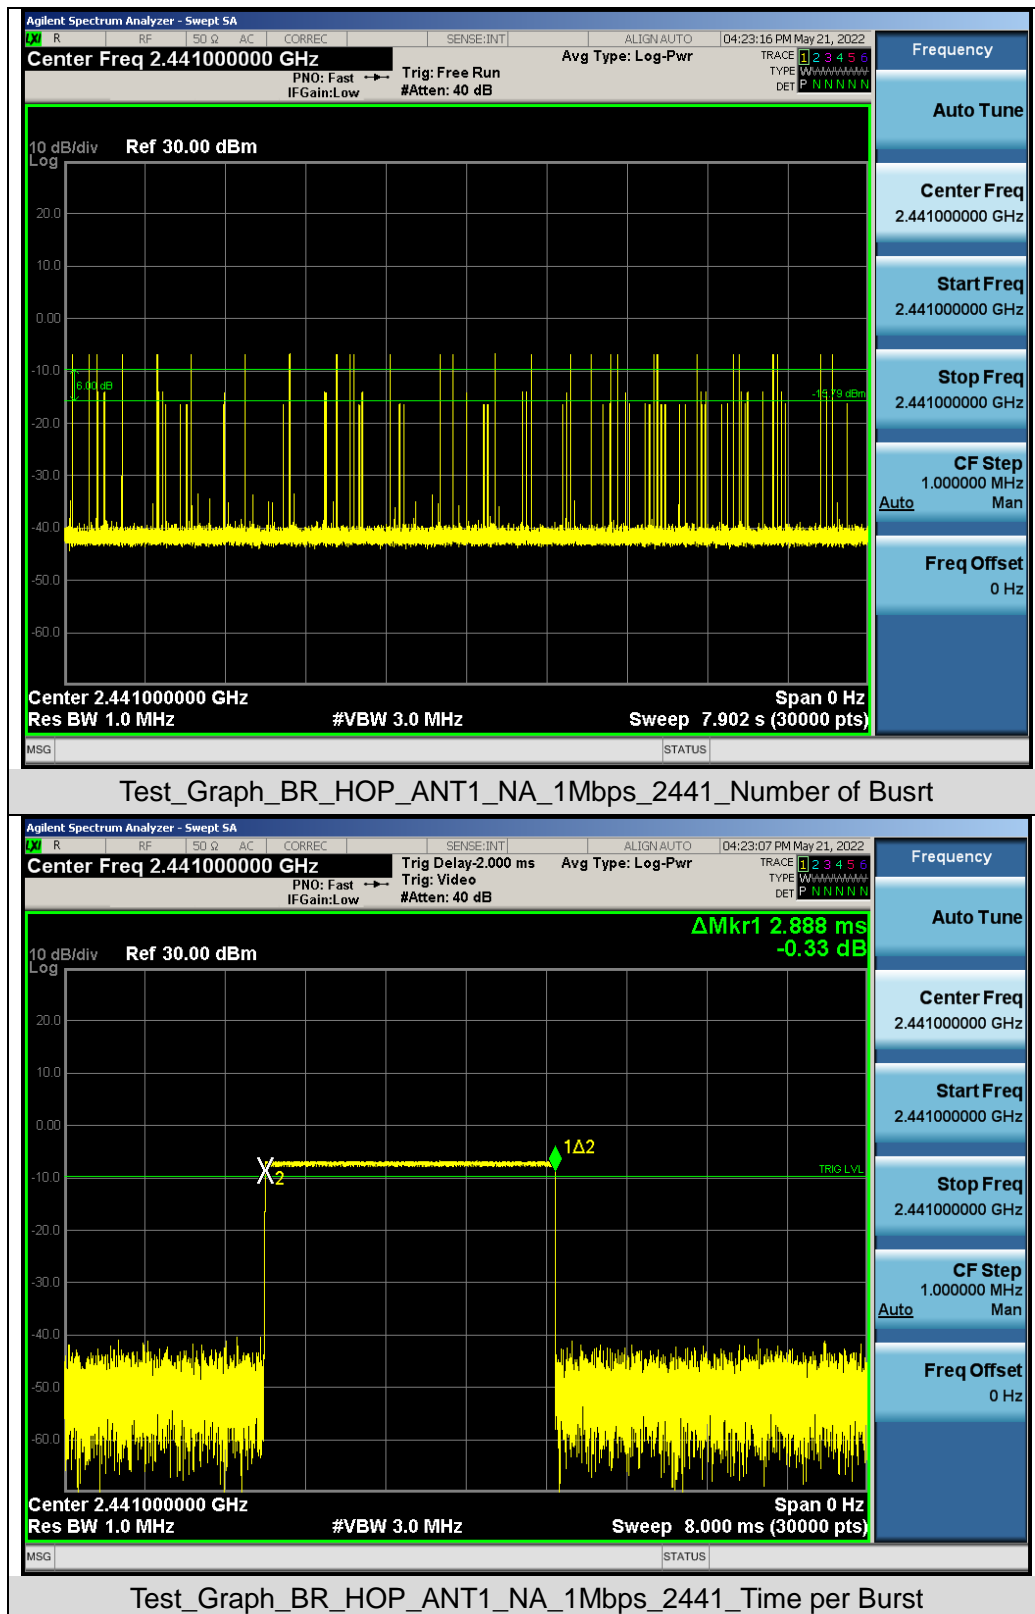 Agilent Spectrum Analyzer - Swept SA
LXI R RF 50 Ω AC CORREC SENSE:INT ALIGN AUTO 04:23:16 PM May 21, 2022
Center Freq 2.441000000 GHz Avg Type: Log-Pwr TRACE 1 2 3 4 5 6
PNO: Fast Trig: Free Run TYPE W
IFGain:Low #Atten: 40 dB DET P N N N N N
10 dB/div Ref 30.00 dBm
Log
20.0
10.0
0.00
-10.0
6.00 dB
-15.79 dBm
-20.0
-30.0
-40.0
-50.0
-60.0
Center 2.441000000 GHz Span 0 Hz
Res BW 1.0 MHz #VBW 3.0 MHz Sweep 7.902 s (30000 pts)
MSG STATUS
Frequency
Auto Tune
Center Freq
2.441000000 GHz
Start Freq
2.441000000 GHz
Stop Freq
2.441000000 GHz
CF Step
1.000000 MHz
Auto Man
Freq Offset
0 Hz
Test_Graph_BR_HOP_ANT1_NA_1Mbps_2441_Number of Busrt
Agilent Spectrum Analyzer - Swept SA
LXI R RF 50 Ω AC CORREC SENSE:INT ALIGN AUTO 04:23:07 PM May 21, 2022
Center Freq 2.441000000 GHz Trig Delay-2.000 ms Avg Type: Log-Pwr TRACE 1 2 3 4 5 6
PNO: Fast Trig: Video TYPE W
IFGain:Low #Atten: 40 dB DET P N N N N N
ΔMkr1 2.888 ms
-0.33 dB
10 dB/div Ref 30.00 dBm
Log
20.0
10.0
0.00
1Δ2
TRIG LVL
-10.0
2
-20.0
-30.0
-40.0
-50.0
-60.0
Center 2.441000000 GHz Span 0 Hz
Res BW 1.0 MHz #VBW 3.0 MHz Sweep 8.000 ms (30000 pts)
MSG STATUS
Frequency
Auto Tune
Center Freq
2.441000000 GHz
Start Freq
2.441000000 GHz
Stop Freq
2.441000000 GHz
CF Step
1.000000 MHz
Auto Man
Freq Offset
0 Hz
Test_Graph_BR_HOP_ANT1_NA_1Mbps_2441_Time per Burst